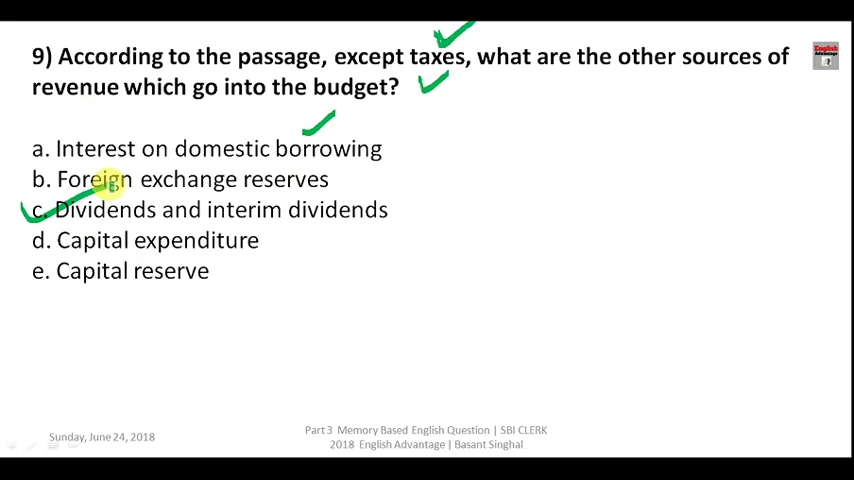 9) According to the passage, except taxes, what are the other sources of
revenue which go into the budget?
English
Advantage
a. Interest on domestic borrowing
b. Foreign exchange reserves
c. Dividends and interim dividends
d. Capital expenditure
e. Capital reserve
Sunday, June 24, 2018
Part 3 Memory Based English Question | SBI CLERK
2018 English Advantage | Basant Singhal